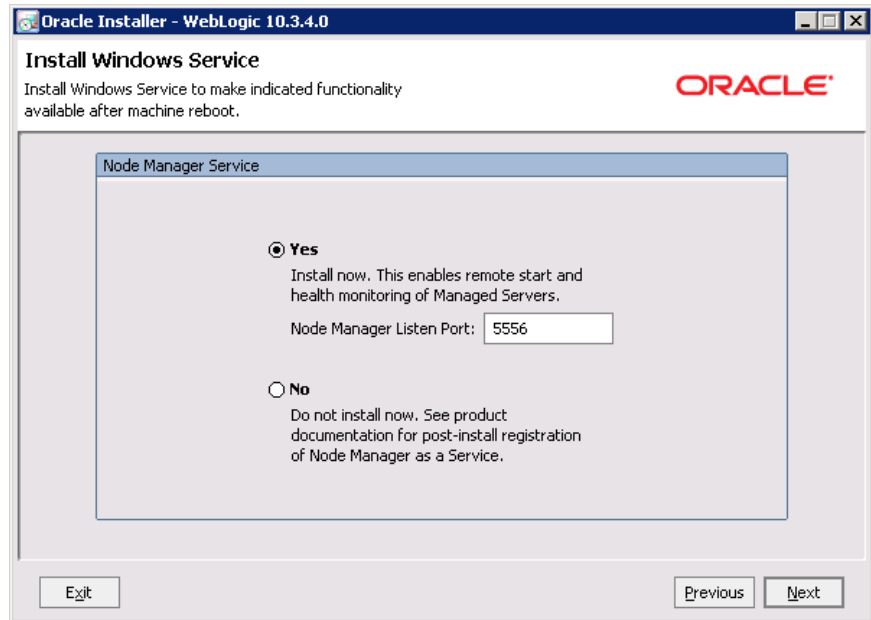 Oracle Installer - WebLogic 10.3.4.0
Install Windows Service
Install Windows Service to make indicated functionality
available after machine reboot.
ORACLE
Node Manager Service
Yes
Install now. This enables remote start and
health monitoring of Managed Servers.
Node Manager Listen Port: 5556
No
Do not install now. See product
documentation for post-install registration
of Node Manager as a Service.
Exit Previous Next